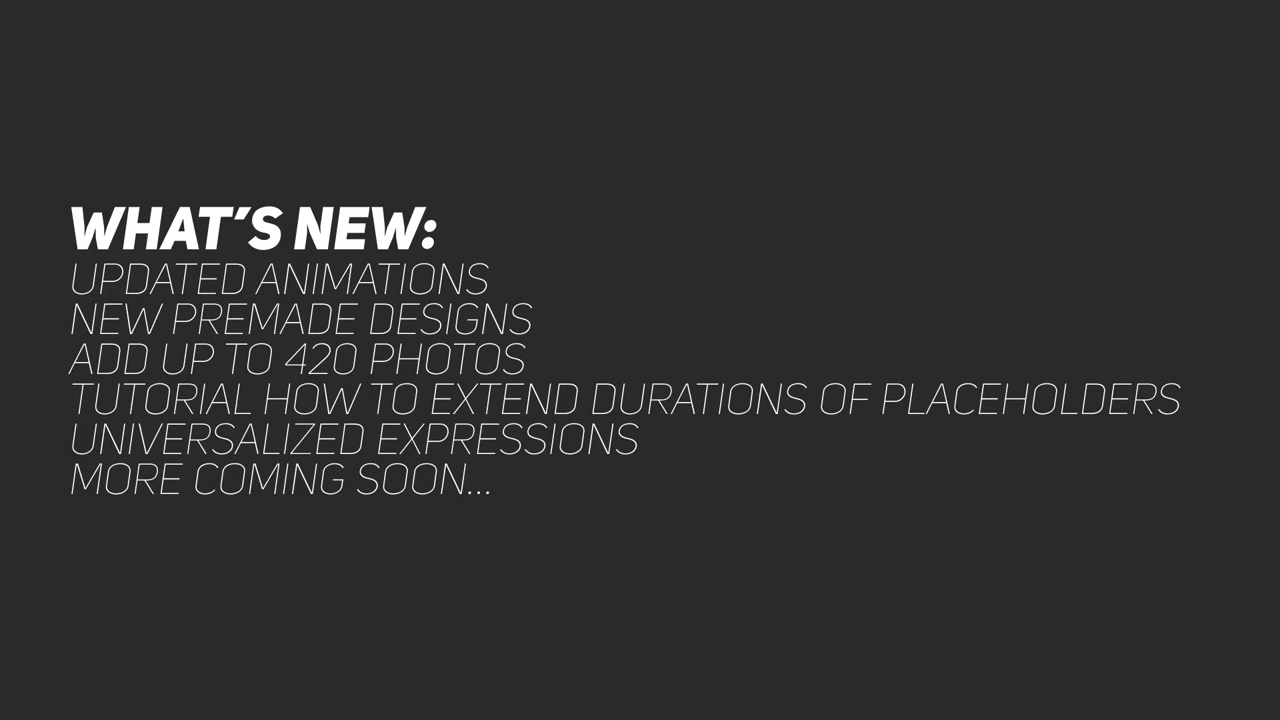 WHAT'S NEW:
UPDATED ANIMATIONS
NEW PREMADE DESIGNS
ADD UP TO 420 PHOTOS
TUTORIAL HOW TO EXTEND DURATIONS OF PLACEHOLDERS
UNIVERSALIZED EXPRESSIONS
MORE COMING SOON...